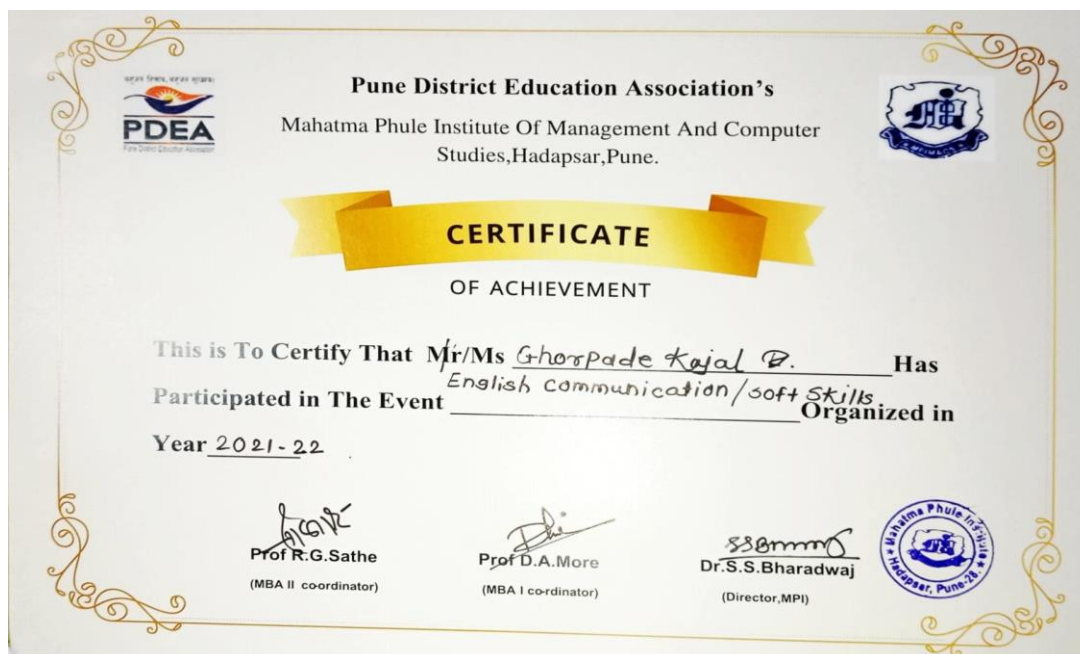 Pune District Education Association's
PDEA
Mahatma Phule Institute Of Management And Computer
Studies,Hadapsar,Pune.
CERTIFICATE
OF ACHIEVEMENT
This is To Certify That Mr/Ms Ghorpade Kajal D. Has
English communication/soft skills
Participated in The Event Organized in
Year 2021-22
Prof R.G.Sathe
Prof D.A.More
Dr.S.S.Bharadwaj
(MBA II coordinator)
(MBA I co-rdinator)
(Director,MPI)
Mahatma Phule Institute
Hadapsar, Pune-28.